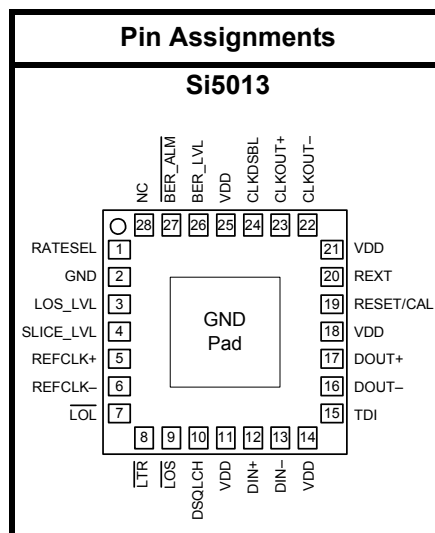 Pin Assignments
Si5013
NC
BER_ALM
BER_LVL
VDD
CLKDSBL
CLKOUT+
CLKOUT–
28 27 26 25 24 23 22
RATESEL 1
GND 2
LOS_LVL 3
SLICE_LVL 4
REFCLK+ 5
REFCLK– 6
LOL 7
GND
Pad
21 VDD
20 REXT
19 RESET/CAL
18 VDD
17 DOUT+
16 DOUT–
15 TDI
8 9 10 11 12 13 14
LTR
LOS
DSQLCH
VDD
DIN+
DIN–
VDD